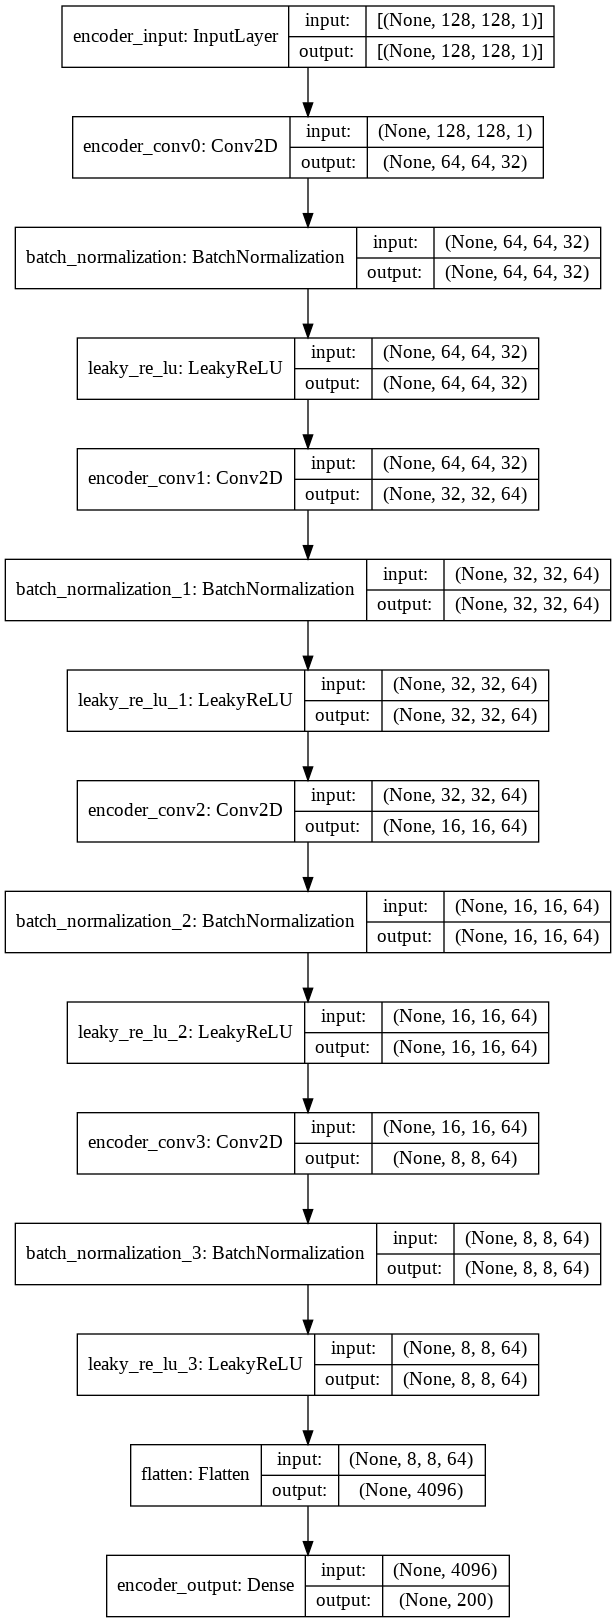 encoder_input: InputLayer
input: [(None, 128, 128, 1)]
output: [(None, 128, 128, 1)]
encoder_conv0: Conv2D
input: (None, 128, 128, 1)
output: (None, 64, 64, 32)
batch_normalization: BatchNormalization
input: (None, 64, 64, 32)
output: (None, 64, 64, 32)
leaky_re_lu: LeakyReLU
input: (None, 64, 64, 32)
output: (None, 64, 64, 32)
encoder_conv1: Conv2D
input: (None, 64, 64, 32)
output: (None, 32, 32, 64)
batch_normalization_1: BatchNormalization
input: (None, 32, 32, 64)
output: (None, 32, 32, 64)
leaky_re_lu_1: LeakyReLU
input: (None, 32, 32, 64)
output: (None, 32, 32, 64)
encoder_conv2: Conv2D
input: (None, 32, 32, 64)
output: (None, 16, 16, 64)
batch_normalization_2: BatchNormalization
input: (None, 16, 16, 64)
output: (None, 16, 16, 64)
leaky_re_lu_2: LeakyReLU
input: (None, 16, 16, 64)
output: (None, 16, 16, 64)
encoder_conv3: Conv2D
input: (None, 16, 16, 64)
output: (None, 8, 8, 64)
batch_normalization_3: BatchNormalization
input: (None, 8, 8, 64)
output: (None, 8, 8, 64)
leaky_re_lu_3: LeakyReLU
input: (None, 8, 8, 64)
output: (None, 8, 8, 64)
flatten: Flatten
input: (None, 8, 8, 64)
output: (None, 4096)
encoder_output: Dense
input: (None, 4096)
output: (None, 200)